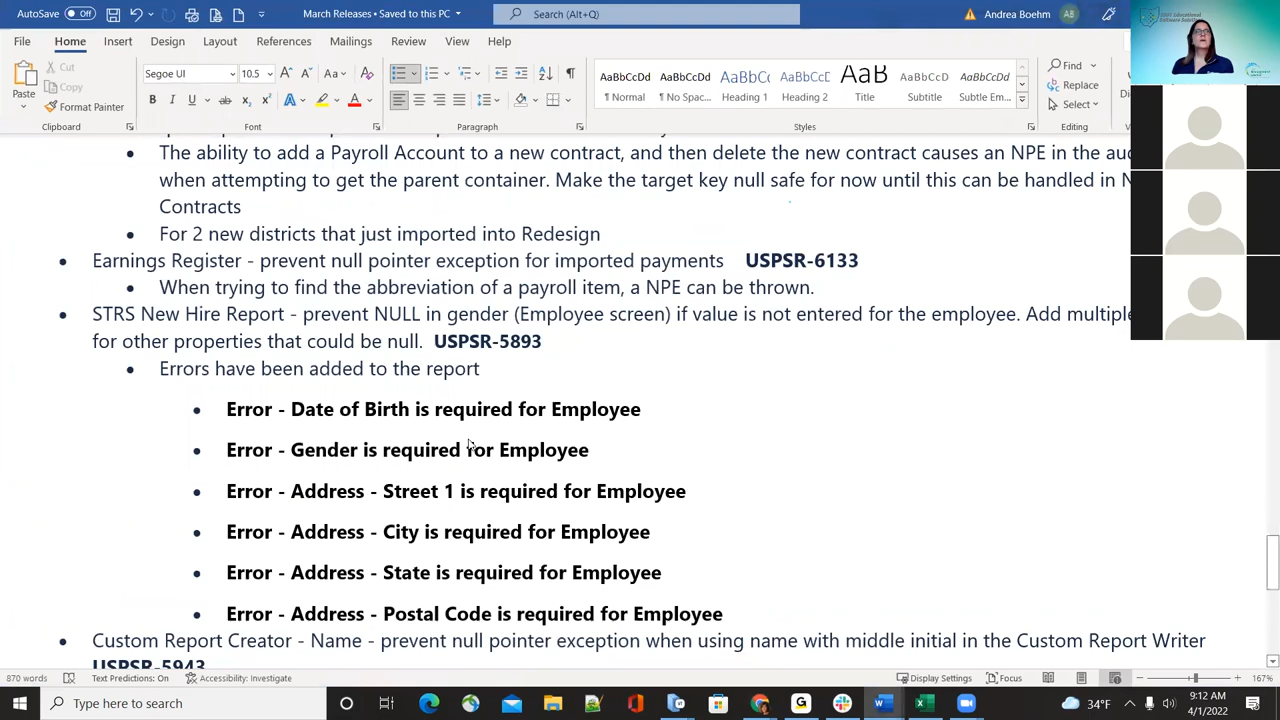 AutoSave Off
March Releases - Saved to this PC
Search (Alt+Q)
Andrea Boehm
AB
File Home Insert Draw Design Layout References Mailings Review View Help
Paste
Cut
Copy
Format Painter
Clipboard
Segoe UI 10.5
Font
Paragraph
AaBbCcDd AaBbCcDd AaBbCc AaBbCcD AaB AaBbCcD AaBbCcDd
¶ Normal ¶ No Spac... Heading 1 Heading 2 Title Subtitle Subtle Em...
Styles
Find
Replace
Select
Editing
The ability to add a Payroll Account to a new contract, and then delete the new contract causes an NPE in the
when attempting to get the parent container. Make the target key null safe for now until this can be handled in
Contracts
For 2 new districts that just imported into Redesign
Earnings Register - prevent null pointer exception for imported payments USPSR-6133
When trying to find the abbreviation of a payroll item, a NPE can be thrown.
STRS New Hire Report - prevent NULL in gender (Employee screen) if value is not entered for the employee. Add multiple
for other properties that could be null. USPSR-5893
Errors have been added to the report
Error - Date of Birth is required for Employee
Error - Gender is required for Employee
Error - Address - Street 1 is required for Employee
Error - Address - City is required for Employee
Error - Address - State is required for Employee
Error - Address - Postal Code is required for Employee
Custom Report Creator - Name - prevent null pointer exception when using name with middle initial in the Custom Report Writer
USPSR-5943
870 words
Text Predictions: On
Accessibility: Investigate
Display Settings
Focus
167%
Type here to search
34°F
9:12 AM
4/1/2022